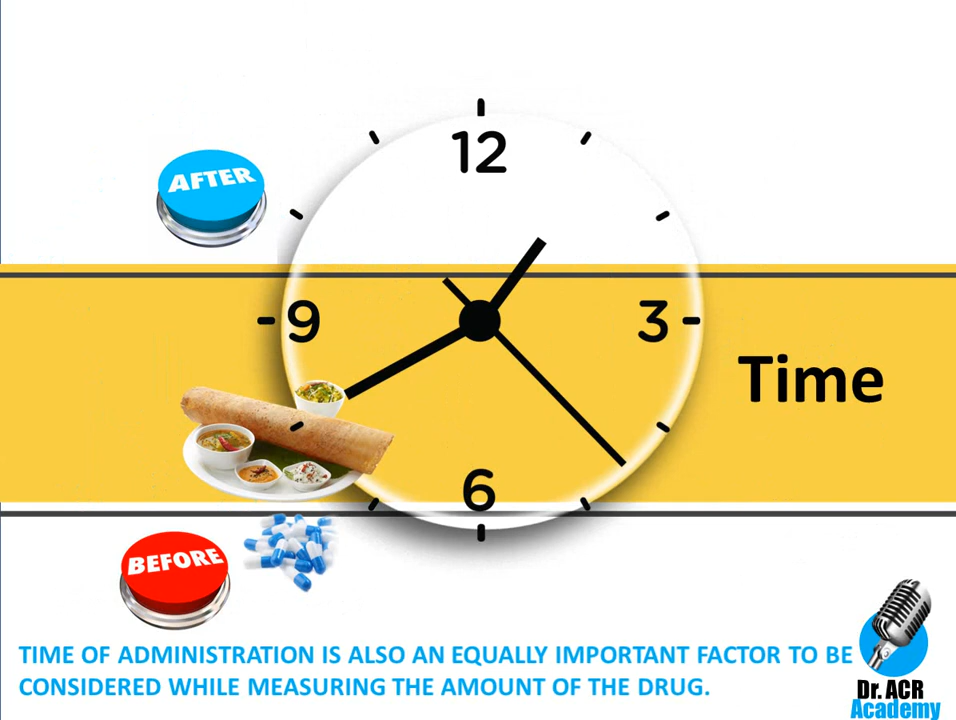 12
AFTER
9
3
Time
6
BEFORE
TIME OF ADMINISTRATION IS ALSO AN EQUALLY IMPORTANT FACTOR TO BE
CONSIDERED WHILE MEASURING THE AMOUNT OF THE DRUG.
Dr. ACR
Academy